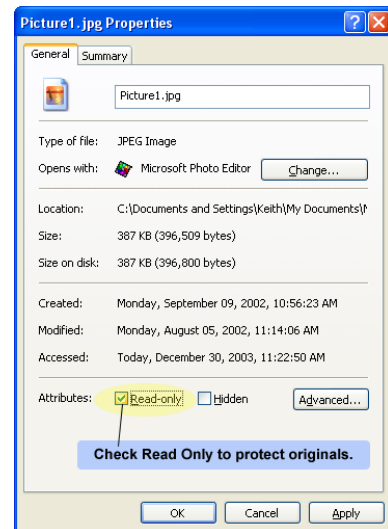 Picture1.jpg Properties
General Summary
Picture1.jpg
Type of file: JPEG Image
Opens with: Microsoft Photo Editor Change...
Location: C:\Documents and Settings\Keith\My Documents\
Size: 387 KB (396,509 bytes)
Size on disk: 387 KB (396,800 bytes)
Created: Monday, September 09, 2002, 10:56:23 AM
Modified: Monday, August 05, 2002, 11:14:06 AM
Accessed: Today, December 30, 2003, 11:22:50 AM
Attributes: Read-only Hidden Advanced...
Check Read Only to protect originals.
OK Cancel Apply